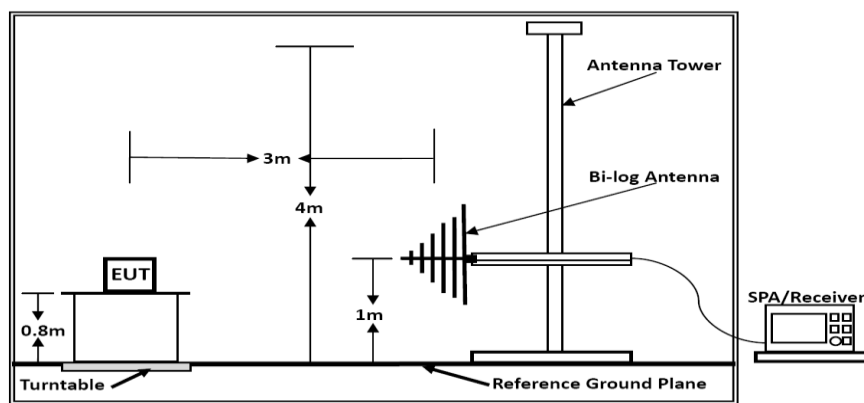 Antenna Tower
3m
Bi-log Antenna
4m
EUT
SPA/Receiver
0.8m
1m
Turntable
Reference Ground Plane